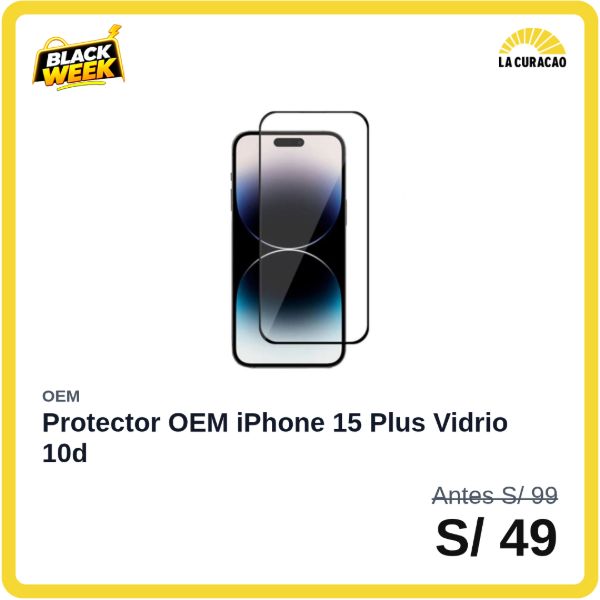 BLACK
WEEK
LA CURACAO
OEM
Protector OEM iPhone 15 Plus Vidrio
10d
Antes S/ 99
S/ 49